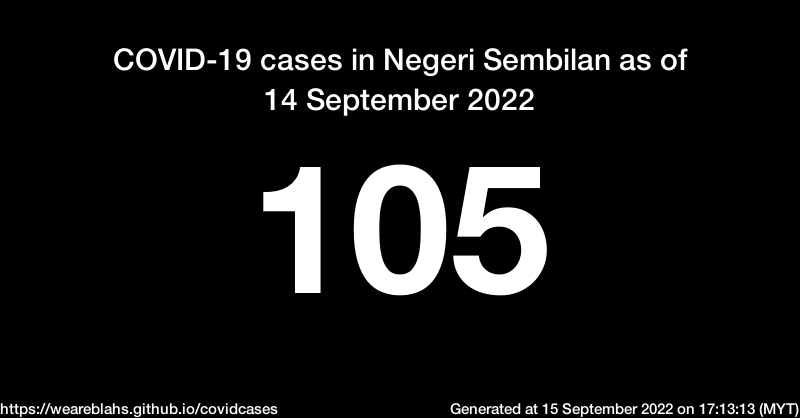 COVID-19 cases in Negeri Sembilan as of
14 September 2022
105
https://weareblahs.github.io/covidcases
Generated at 15 September 2022 on 17:13:13 (MYT)